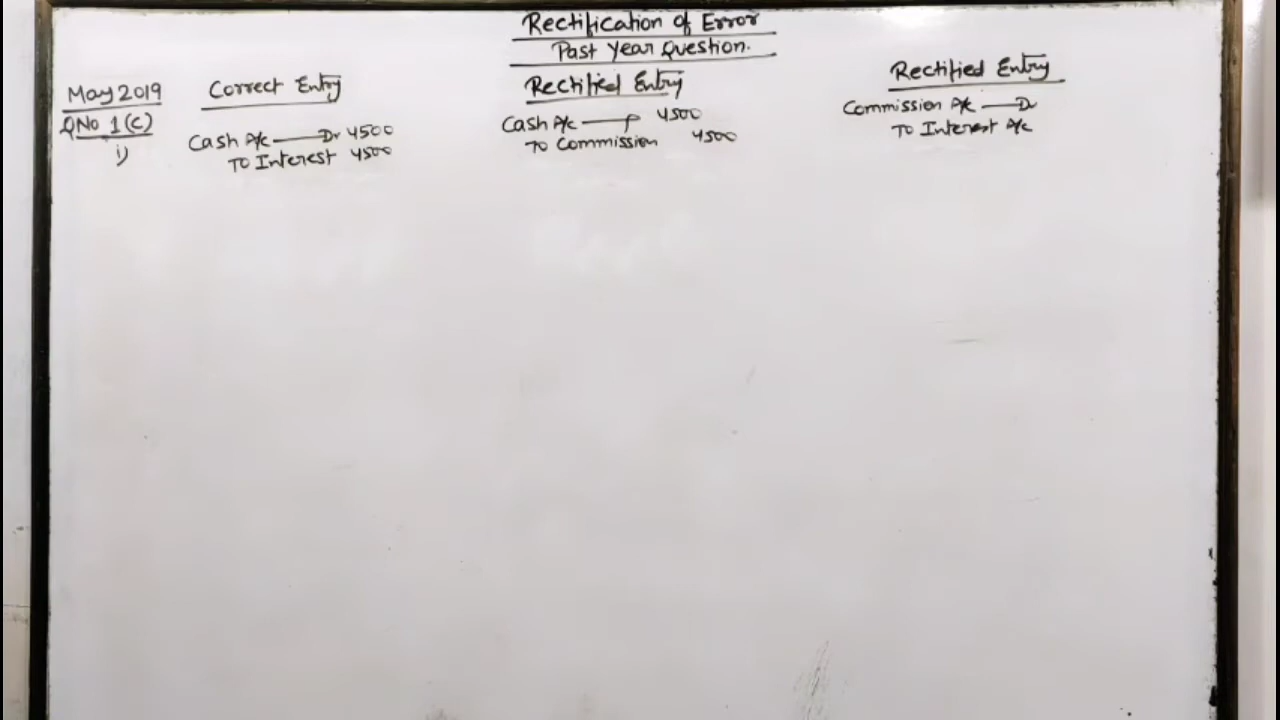 Rectification of Error
Past Year Question.
May 2019
QNo 1(c)
i)
Correct Entry
Cash A/c —— Dr 4500
To Interest 4500
Rectified Entry
Cash A/c —— 4500
To Commission 4500
Rectified Entry
Commission A/c —— Dr
To Interest A/c